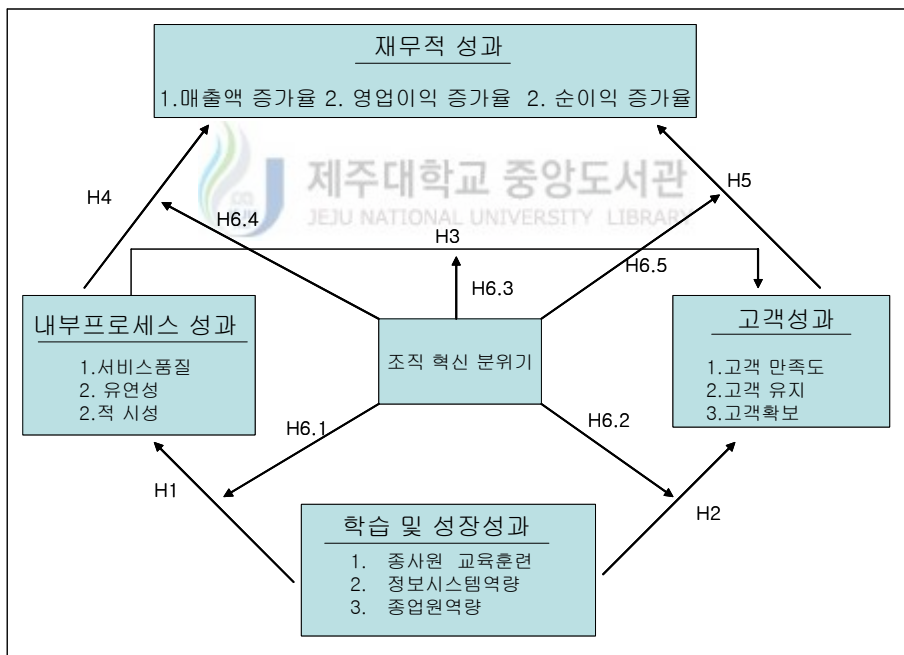 재무적 성과
1.매출액 증가율 2. 영업이익 증가율 2. 순이익 증가율
제주대학교 중앙도서관
JEJU NATIONAL UNIVERSITY LIBRARY
H4
H5
H6.4
H3
H6.5
H6.3
내부프로세스 성과
1.서비스품질
2. 유연성
2.적 시성
조직 혁신 분위기
고객성과
1.고객 만족도
2.고객 유지
3.고객확보
H6.1
H6.2
H1
H2
학습 및 성장성과
1. 종사원 교육훈련
2. 정보시스템역량
3. 종업원역량